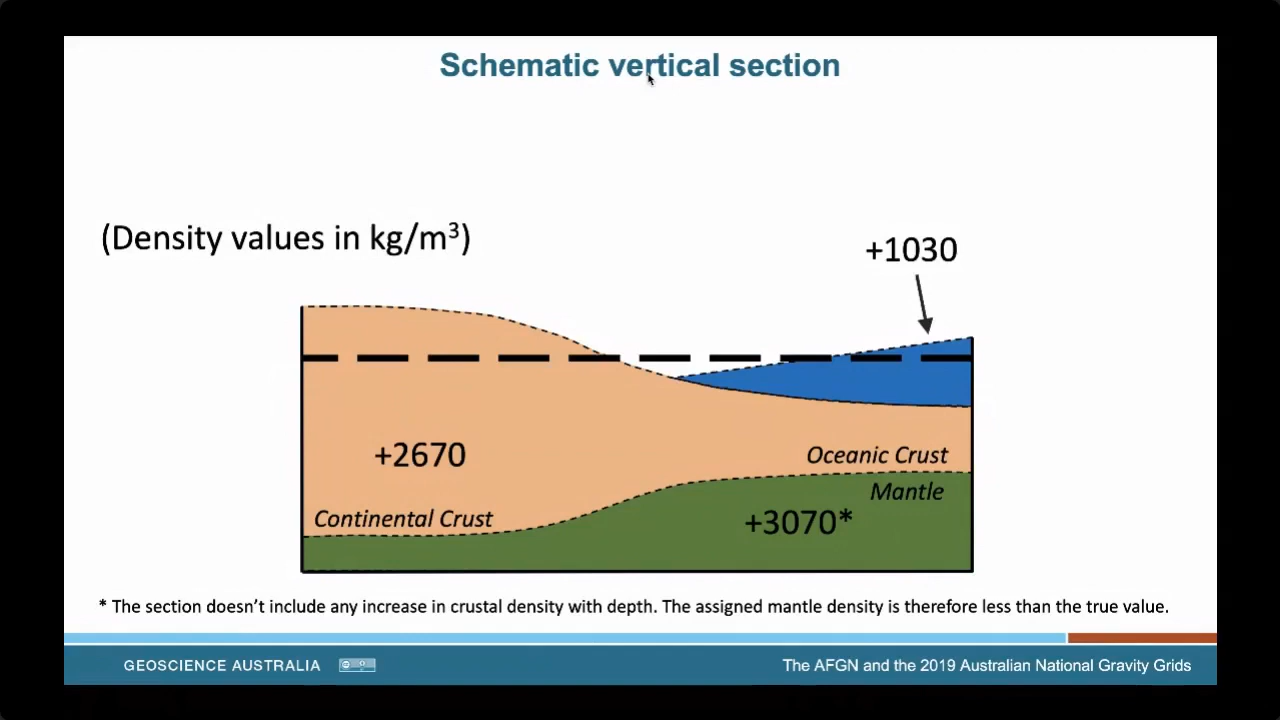 Schematic vertical section
(Density values in kg/m³)
+1030
+2670
Oceanic Crust
Mantle
Continental Crust
+3070*
* The section doesn’t include any increase in crustal density with depth. The assigned mantle density is therefore less than the true value.
GEOSCIENCE AUSTRALIA
The AFGN and the 2019 Australian National Gravity Grids